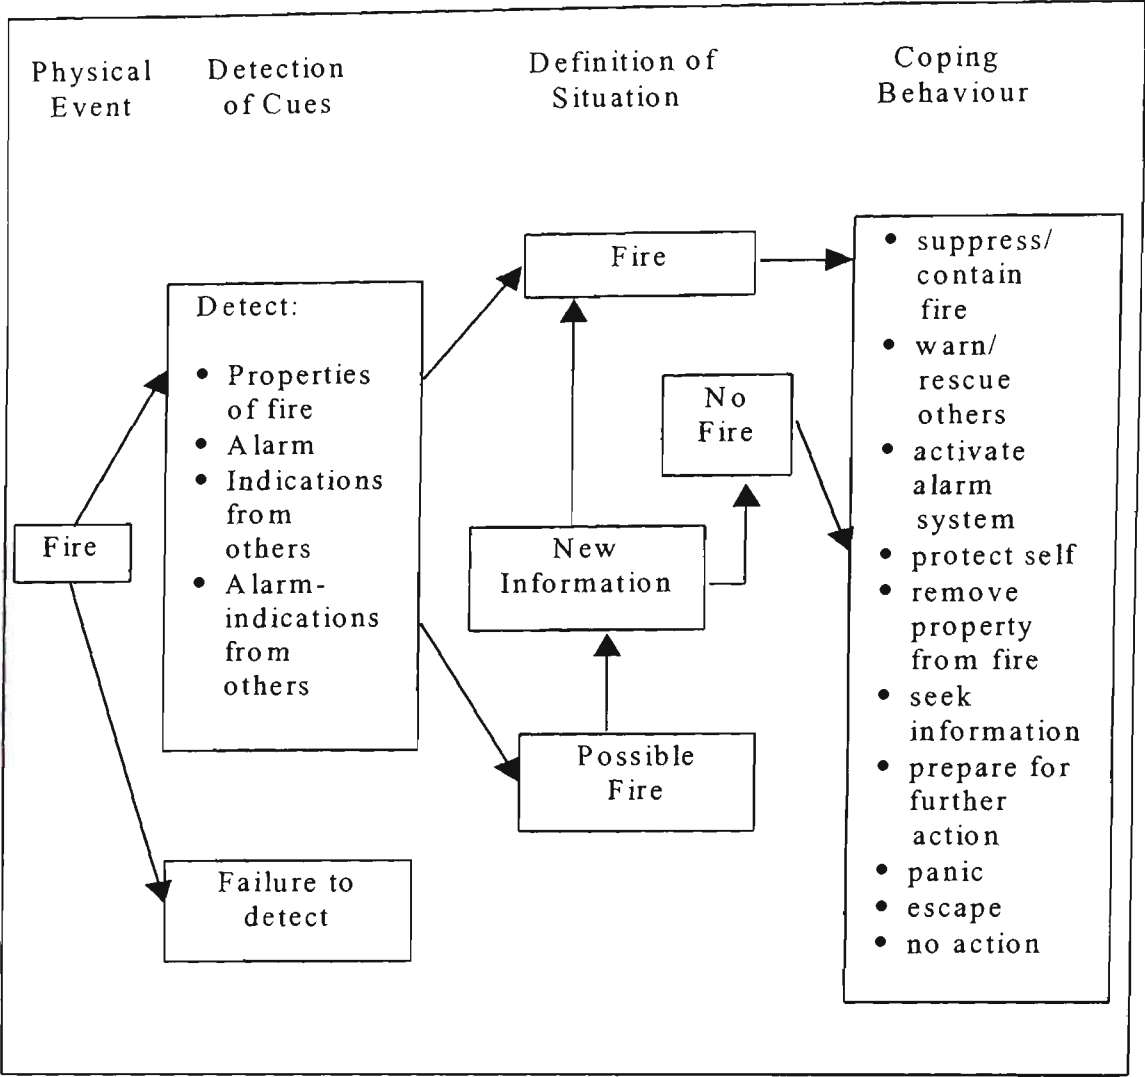 Physical
Event
Detection
of Cues
Definition of
Situation
Coping
Behaviour
Fire
Detect:
• Properties
of fire
• Alarm
• Indications
from
others
• Alarm-
indications
from
others
Failure to
detect
Fire
No
Fire
New
Information
Possible
Fire
• suppress/
contain
fire
• warn/
rescue
others
• activate
alarm
system
• protect self
• remove
property
from fire
• seek
information
• prepare for
further
action
• panic
• escape
• no action